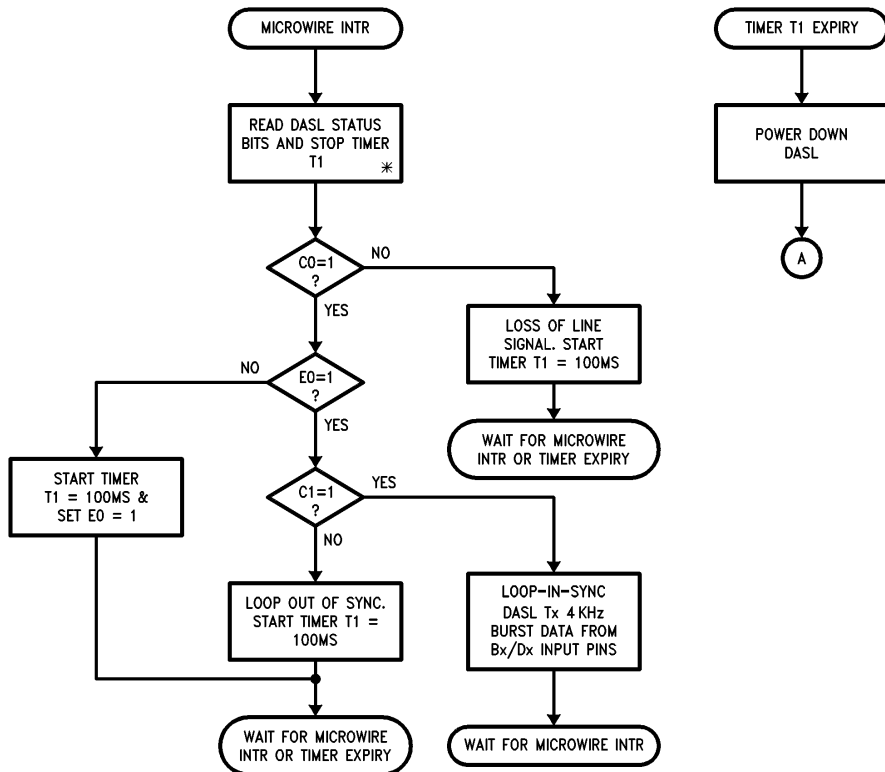 MICROWIRE INTR
TIMER T1 EXPIRY
READ DASL STATUS
BITS AND STOP TIMER
T1
*
POWER DOWN
DASL
C0=1
?
NO
YES
A
LOSS OF LINE
SIGNAL. START
TIMER T1 = 100MS
NO
E0=1
?
YES
WAIT FOR MICROWIRE
INTR OR TIMER EXPIRY
START TIMER
T1 = 100MS &
SET E0 = 1
C1=1
?
YES
NO
LOOP OUT OF SYNC.
START TIMER T1 =
100MS
LOOP-IN-SYNC
DASL Tx 4 KHz
BURST DATA FROM
Bx/Dx INPUT PINS
WAIT FOR MICROWIRE
INTR OR TIMER EXPIRY
WAIT FOR MICROWIRE INTR